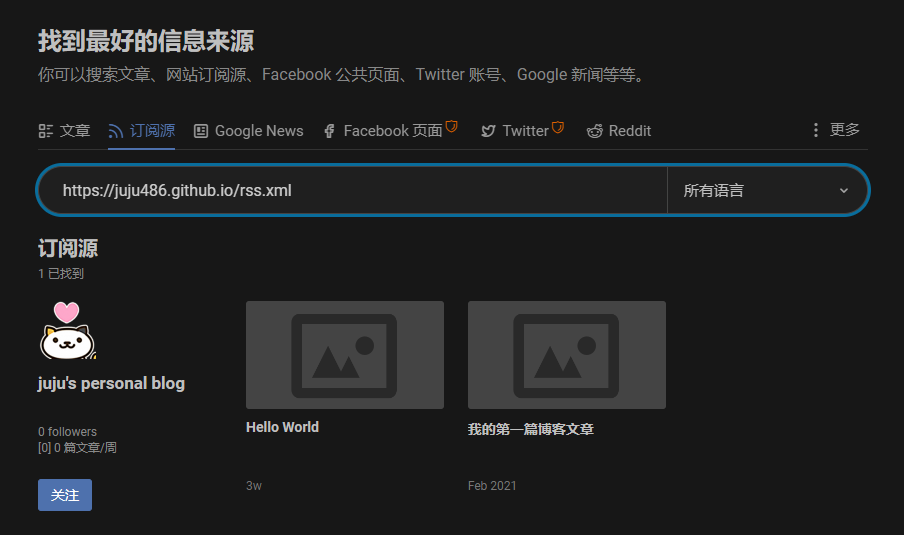 找到最好的信息来源
你可以搜索文章、网站订阅源、Facebook 公共页面、Twitter 账号、Google 新闻等等。
文章 订阅源 Google News Facebook 页面 Twitter Reddit 更多
https://juju486.github.io/rss.xml 所有语言
订阅源
1 已找到
juju's personal blog
0 followers
[0] 0 篇文章/周
关注
Hello World
3w
我的第一篇博客文章
Feb 2021